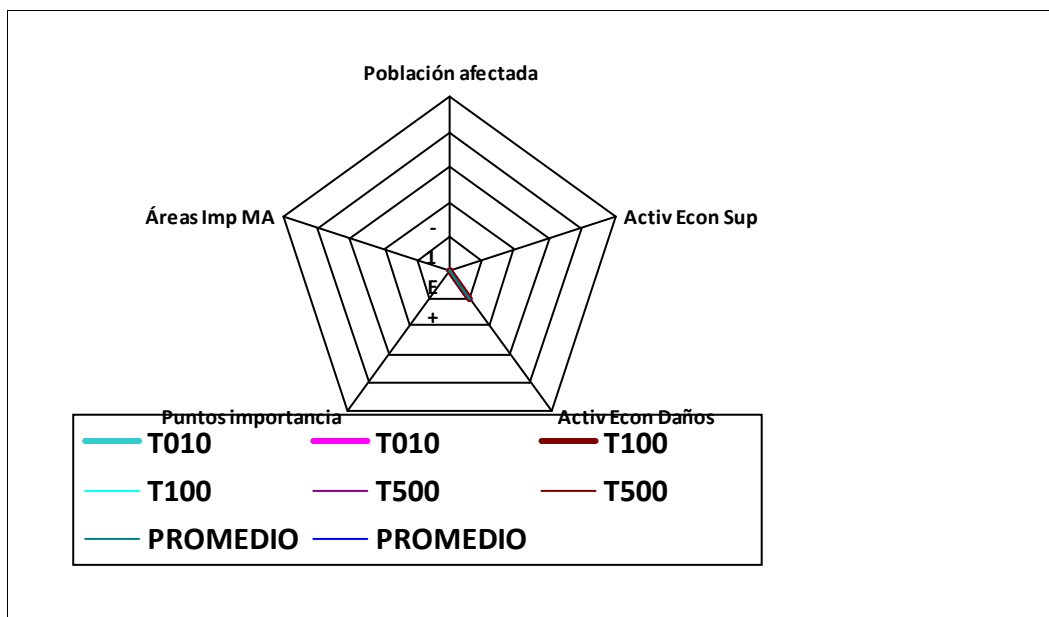 Población afectada
Áreas Imp MA
Activ Econ Sup
-
1
E
+
Puntos importancia
Activ Econ Daños
T010 T010 T100
T100 T500 T500
PROMEDIO PROMEDIO